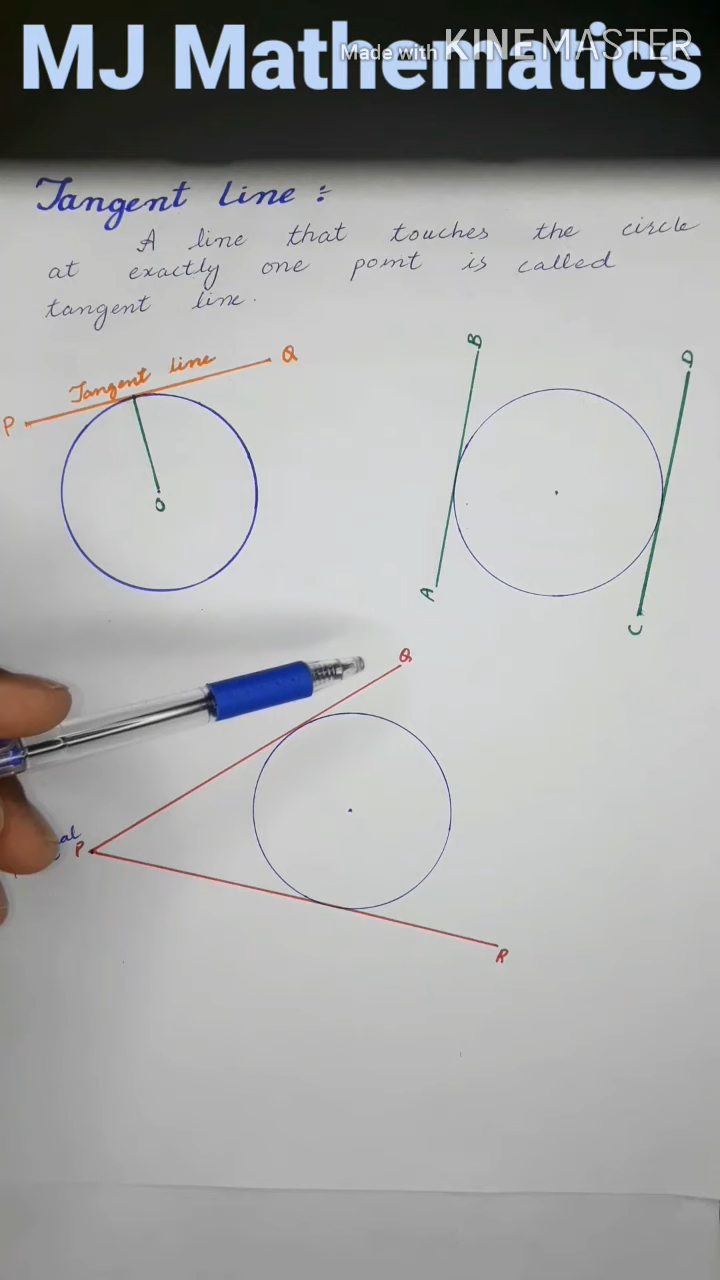 MJ Mathematics
Made with KINEMASTER
Tangent Line :
A line that touches the circle
at exactly one point is called
tangent line.
Tangent line
P
Q
O
B
D
A
C
Q
al
P
R